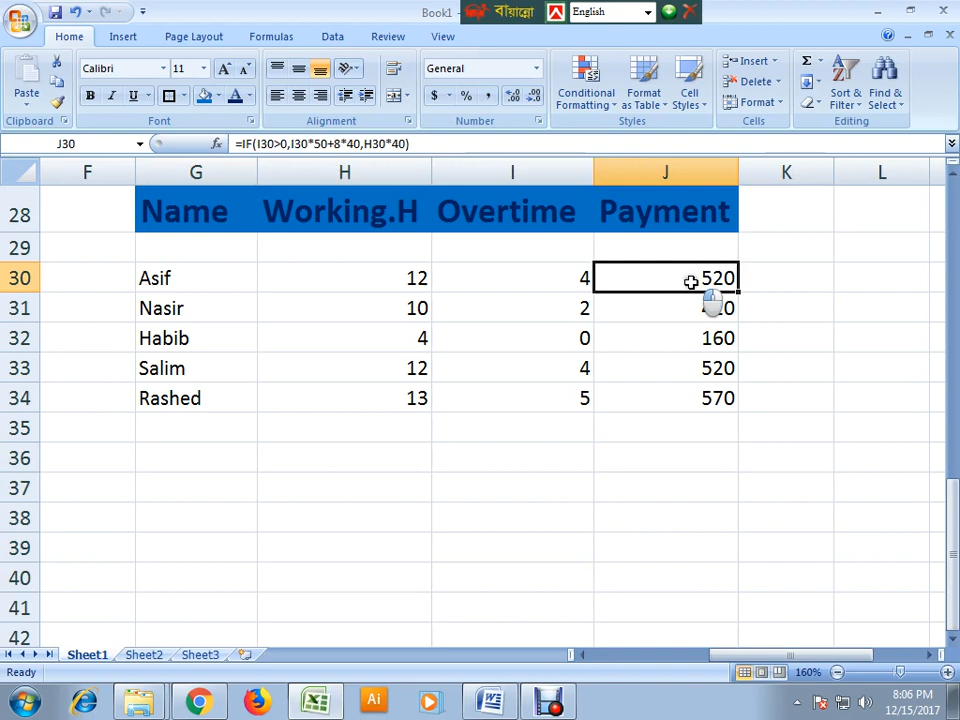 Book1 -
বায়ান্নো
English
Home Insert Page Layout Formulas Data Review View
Paste
Clipboard
Calibri 11 A A
B I U A
Font
Alignment
General
$ % ,
Number
Conditional Formatting
Format as Table
Cell Styles
Styles
Insert
Delete
Format
Cells
Σ
Sort & Filter
Find & Select
Editing
J30 fx =IF(I30>0,I30*50+8*40,H30*40)
F G H I J K L
28 Name Working.H Overtime Payment
29
30 Asif 12 4 520
31 Nasir 10 2
32 Habib 4 0 160
33 Salim 12 4 520
34 Rashed 13 5 570
35
36
37
38
39
40
41
42
Sheet1 Sheet2 Sheet3
Ready 160%
Ai W
8:06 PM
12/15/2017